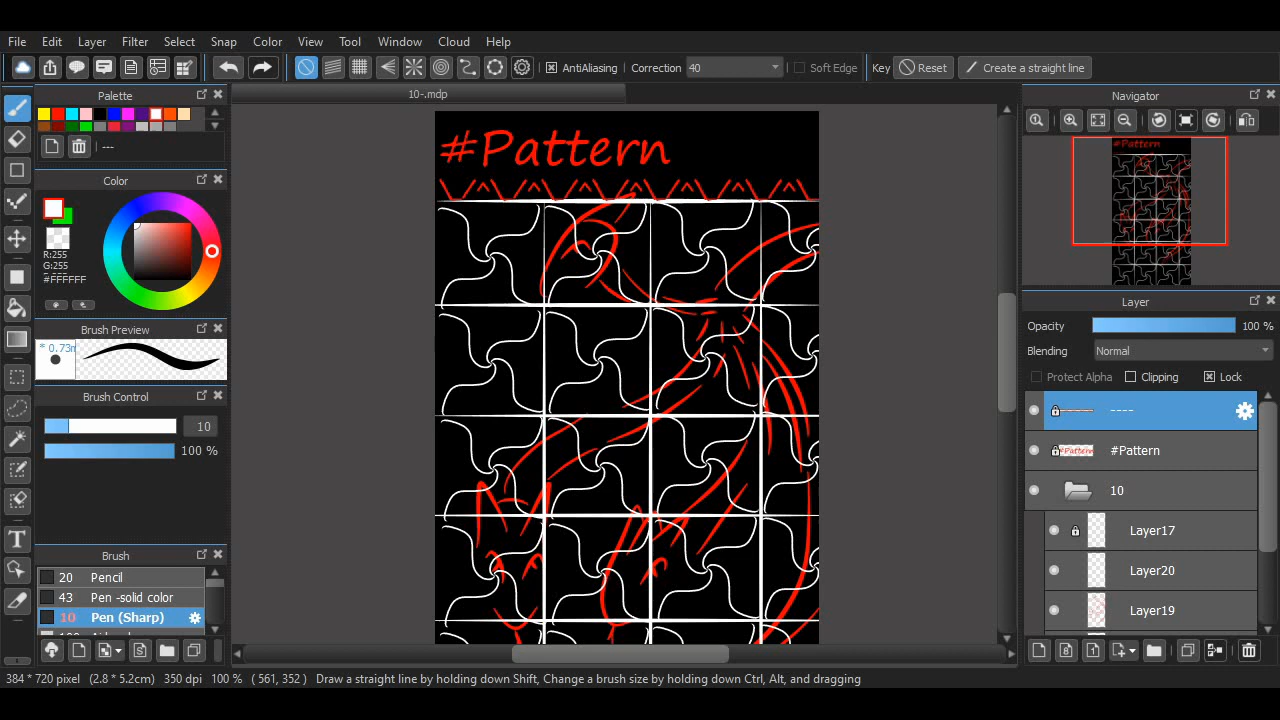 File Edit Layer Filter Select Snap Color View Tool Window Cloud Help
AntiAliasing Correction 40 Soft Edge Key Reset Create a straight line
Palette
---
Color
R:255
G:255
#FFFFFF
Brush Preview
* 0.73m
Brush Control
10
100 %
Brush
20 Pencil
43 Pen -solid color
10 Pen (Sharp)
10-.mdp
#Pattern
Navigator
#Pattern
Layer
Opacity 100 %
Blending Normal
Protect Alpha Clipping Lock
----
#Pattern #Pattern
10
Layer17
Layer20
Layer19
384 * 720 pixel (2.8 * 5.2cm) 350 dpi 100 % ( 561, 352 ) Draw a straight line by holding down Shift, Change a brush size by holding down Ctrl, Alt, and dragging